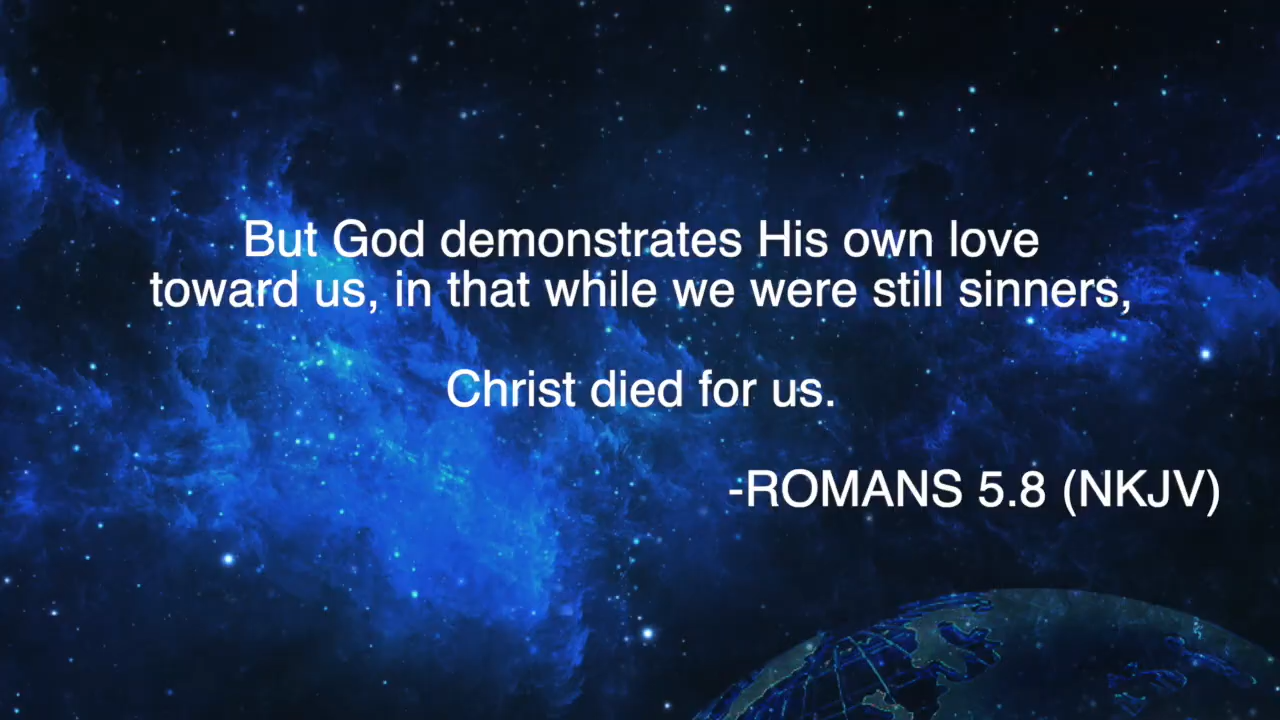 But God demonstrates His own love
toward us, in that while we were still sinners,
Christ died for us.
-ROMANS 5.8 (NKJV)